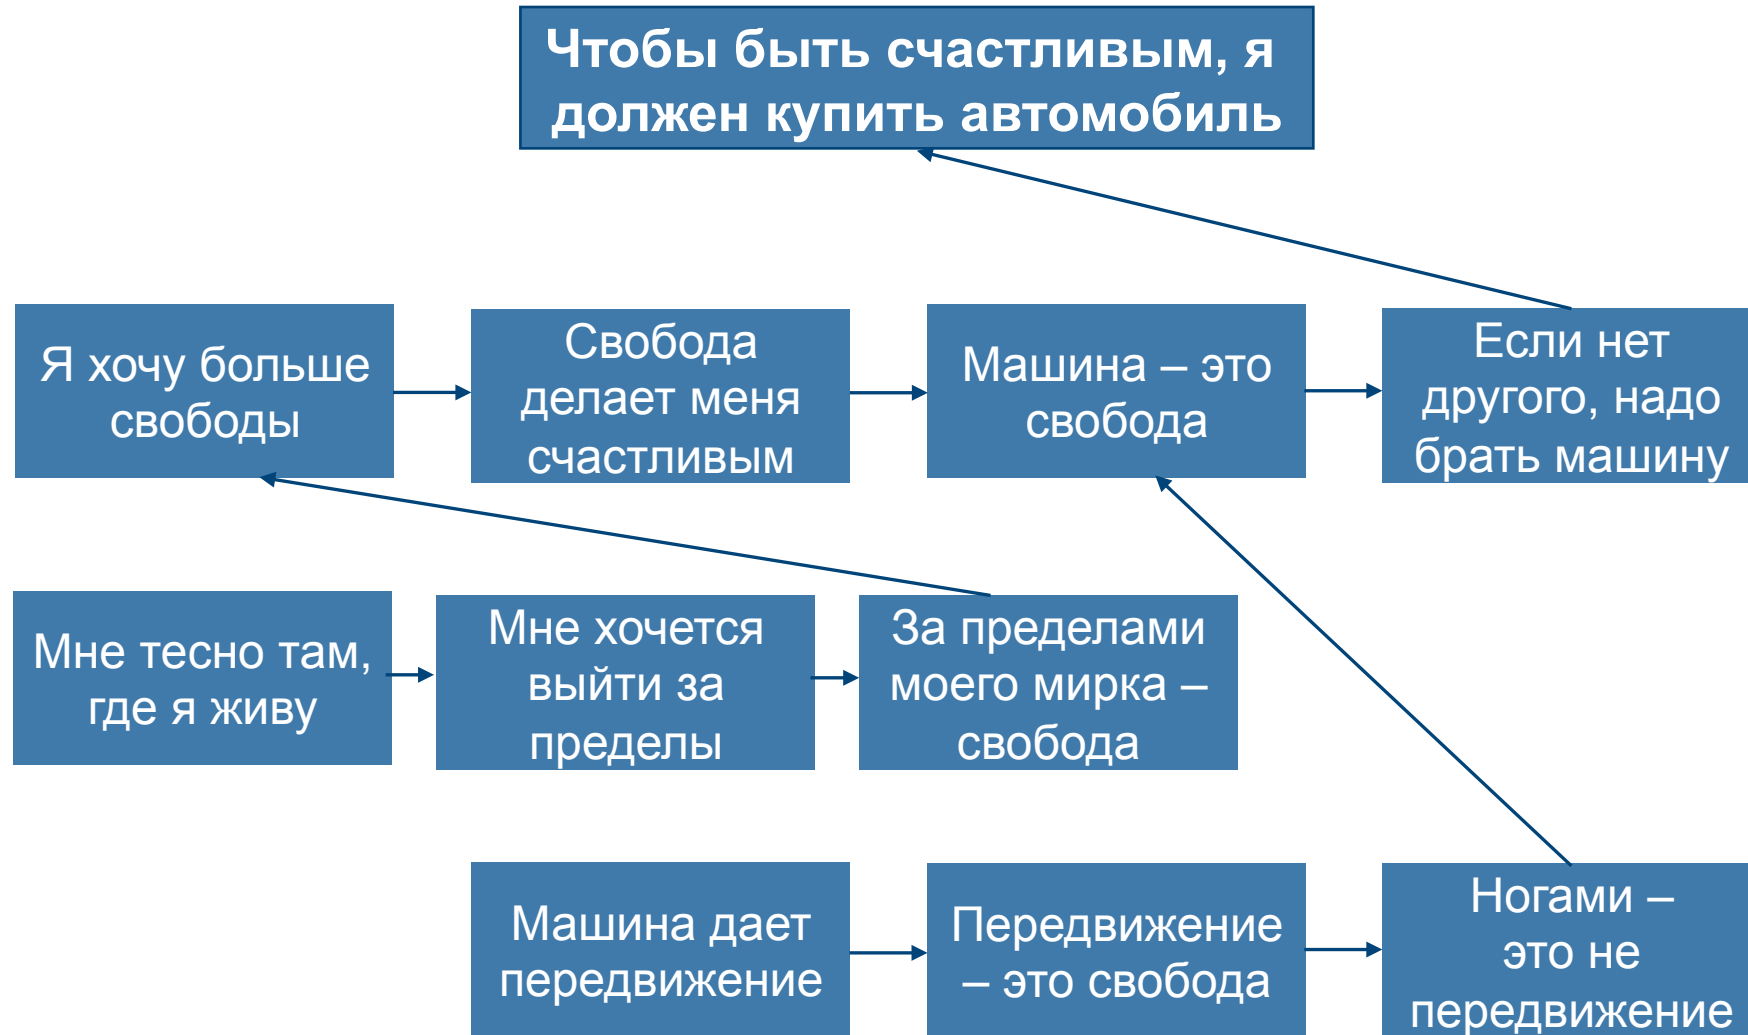 Чтобы быть счастливым, я
должен купить автомобиль
Я хочу больше
свободы
Свобода
делает меня
счастливым
Машина – это
свобода
Если нет
другого, надо
брать машину
Мне тесно там,
где я живу
Мне хочется
выйти за
пределы
За пределами
моего мирка –
свобода
Машина дает
передвижение
Передвижение
– это свобода
Ногами –
это не
передвижение